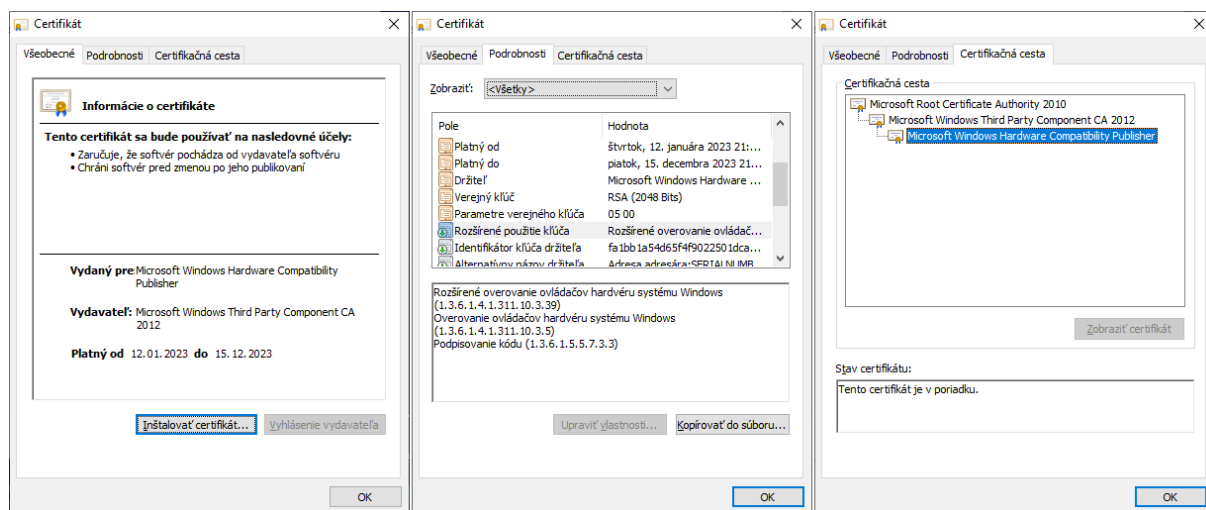 Certifikát
Všeobecné Podrobnosti Certifikačná cesta
Informácie o certifikáte
Tento certifikát sa bude používať na nasledovné účely:
• Zaručuje, že softvér pochádza od vydavateľa softvéru
• Chráni softvér pred zmenou po jeho publikovaní
Vydaný pre Microsoft Windows Hardware Compatibility
Publisher
Vydavateľ: Microsoft Windows Third Party Component CA
2012
Platný od 12. 01. 2023 do 15. 12. 2023
Inštalovať certifikát... Vyhlásenie vydavateľa
OK
Certifikát
Všeobecné Podrobnosti Certifikačná cesta
Zobraziť: <Všetky>
Pole Hodnota
Platný od štvrtok, 12. januára 2023 21:...
Platný do piatok, 15. decembra 2023 21...
Držiteľ Microsoft Windows Hardware ...
Verejný kľúč RSA (2048 Bits)
Parametre verejného kľúča 05 00
Rozšírené použitie kľúča Rozšírené overovanie ovládač...
Identifikátor kľúča držiteľa fa1bb1a54d65f4f9022501dca...
Alternatívny názov držiteľa Adresa adresára:SERIALNUMB
Rozšírené overovanie ovládačov hardvéru systému Windows
(1.3.6.1.4.1.311.10.3.39)
Overovanie ovládačov hardvéru systému Windows
(1.3.6.1.4.1.311.10.3.5)
Podpisovanie kódu (1.3.6.1.5.5.7.3.3)
Upraviť vlastnosti... Kopírovať do súboru...
OK
Certifikát
Všeobecné Podrobnosti Certifikačná cesta
Certifikačná cesta
Microsoft Root Certificate Authority 2010
Microsoft Windows Third Party Component CA 2012
Microsoft Windows Hardware Compatibility Publisher
Zobraziť certifikát
Stav certifikátu:
Tento certifikát je v poriadku.
OK